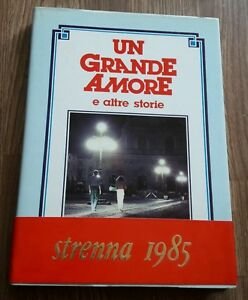 UN
GRANDE
AMORE
e altre storie
strenna 1985